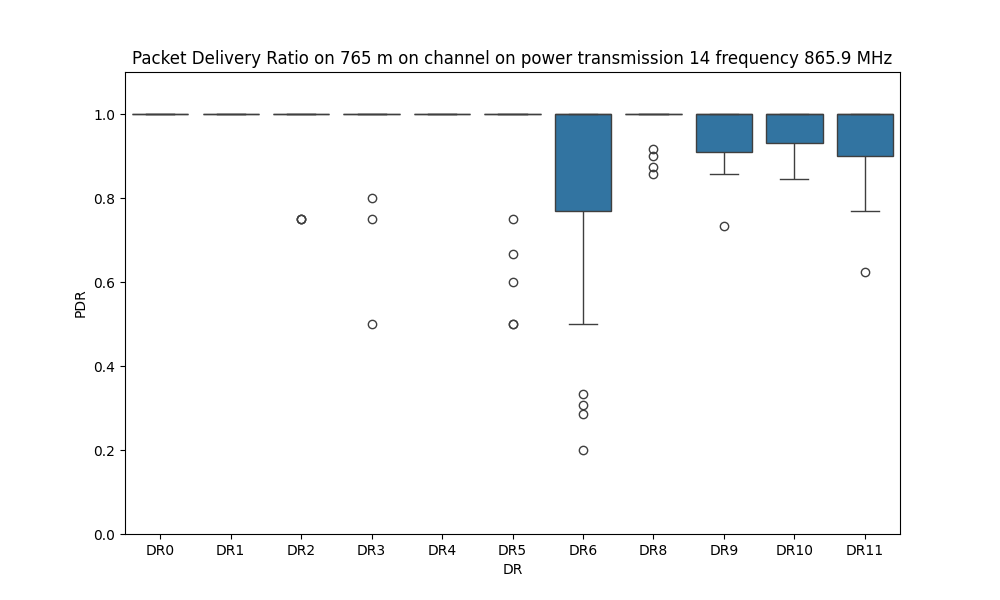 Packet Delivery Ratio on 765 m on channel on power transmission 14 frequency 865.9 MHz
1.0
0.8
0.6
0.4
0.2
0.0
PDR
DR0 DR1 DR2 DR3 DR4 DR5 DR6 DR8 DR9 DR10 DR11
DR